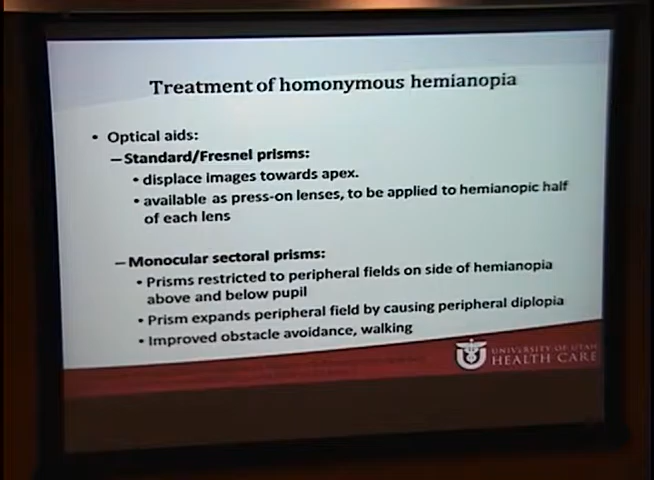 Treatment of homonymous hemianopia
• Optical aids:
– Standard/Fresnel prisms:
• displace images towards apex.
• available as press-on lenses, to be applied to hemianopic half
of each lens
– Monocular sectoral prisms:
• Prisms restricted to peripheral fields on side of hemianopia
above and below pupil
• Prism expands peripheral field by causing peripheral diplopia
• Improved obstacle avoidance, walking
UNIVERSITY OF UTAH
HEALTH CARE